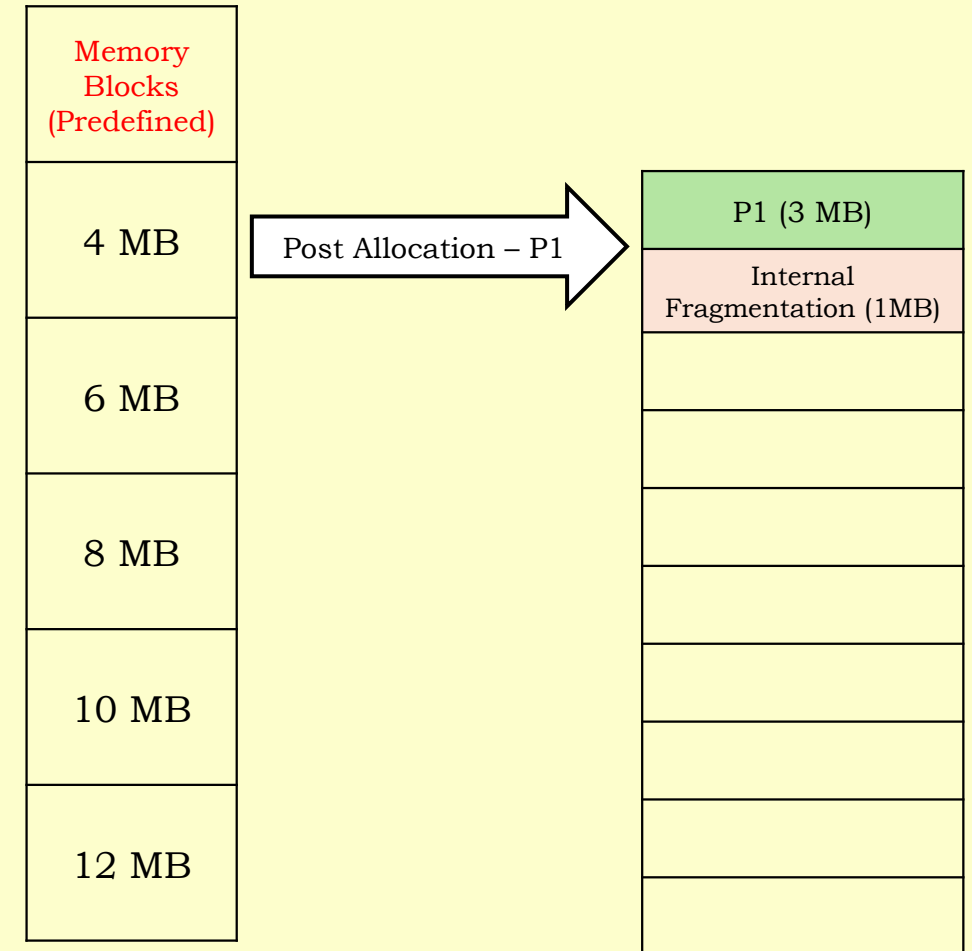 Memory
Blocks
(Predefined)
4 MB
Post Allocation – P1
P1 (3 MB)
Internal
Fragmentation (1MB)
6 MB
8 MB
10 MB
12 MB